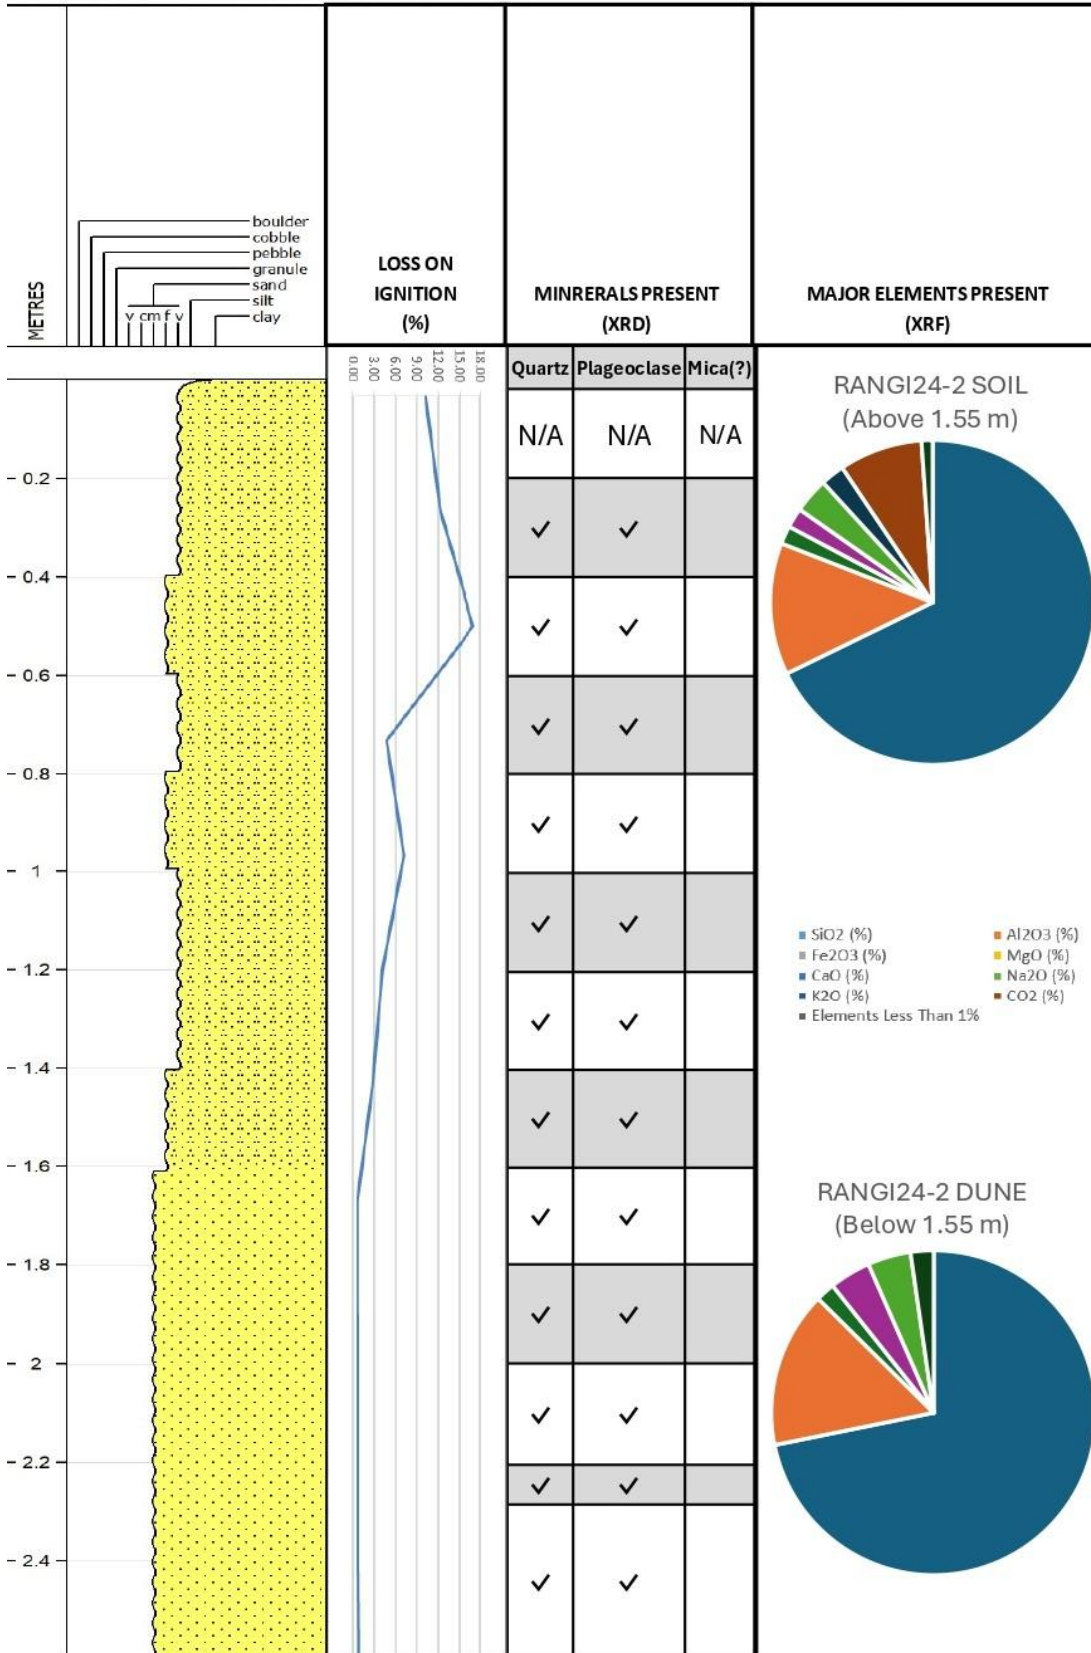 METRES
boulder
cobble
pebble
granule
sand
silt
clay
v c m f v
LOSS ON
IGNITION
(%)
MINRERALS PRESENT
(XRD)
MAJOR ELEMENTS PRESENT
(XRF)
0.00 3.00 6.00 9.00 12.00 15.00 18.00
Quartz Plageoclase Mica(?)
N/A N/A N/A
RANGI24-2 SOIL
(Above 1.55 m)
0.2
0.4
0.6
0.8
1
1.2
1.4
1.6
1.8
2
2.2
2.4
SiO2 (%) Al2O3 (%)
Fe2O3 (%) MgO (%)
CaO (%) Na2O (%)
K2O (%) CO2 (%)
Elements Less Than 1%
RANGI24-2 DUNE
(Below 1.55 m)